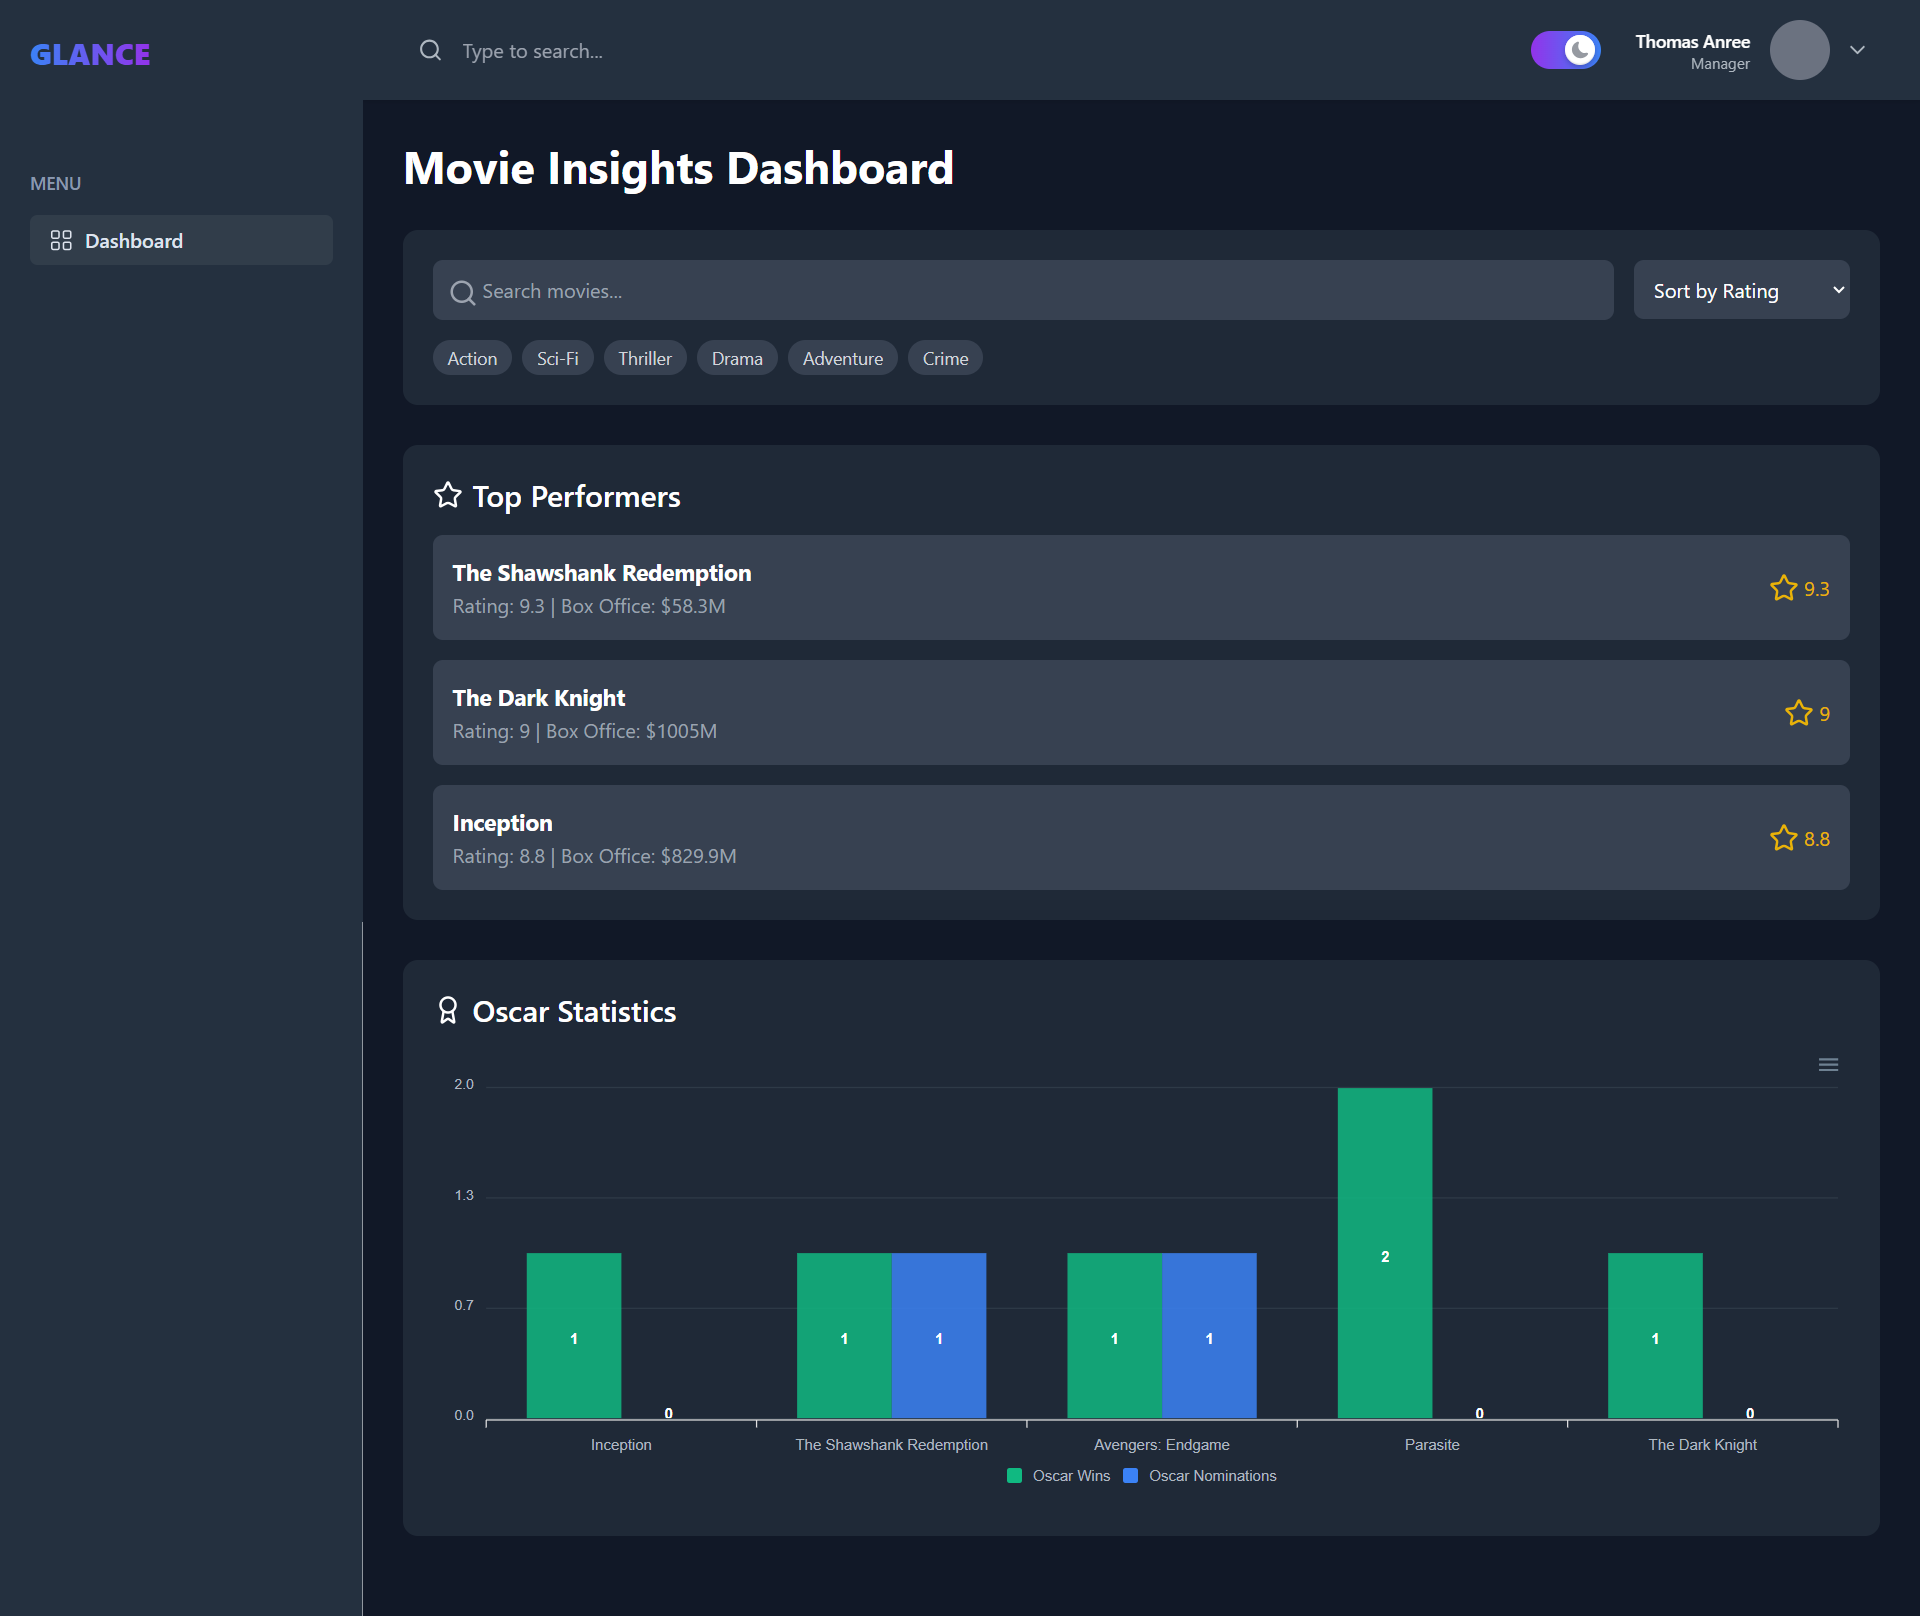 GLANCE
Type to search...
Thomas Anree
Manager
MENU
Dashboard
Movie Insights Dashboard
Search movies...
Sort by Rating
Action
Sci-Fi
Thriller
Drama
Adventure
Crime
Top Performers
The Shawshank Redemption
Rating: 9.3 | Box Office: $58.3M
9.3
The Dark Knight
Rating: 9 | Box Office: $1005M
9
Inception
Rating: 8.8 | Box Office: $829.9M
8.8
Oscar Statistics
2.0
1.3
0.7
0.0
1
0
1
1
1
1
2
0
1
0
Inception
The Shawshank Redemption
Avengers: Endgame
Parasite
The Dark Knight
Oscar Wins
Oscar Nominations